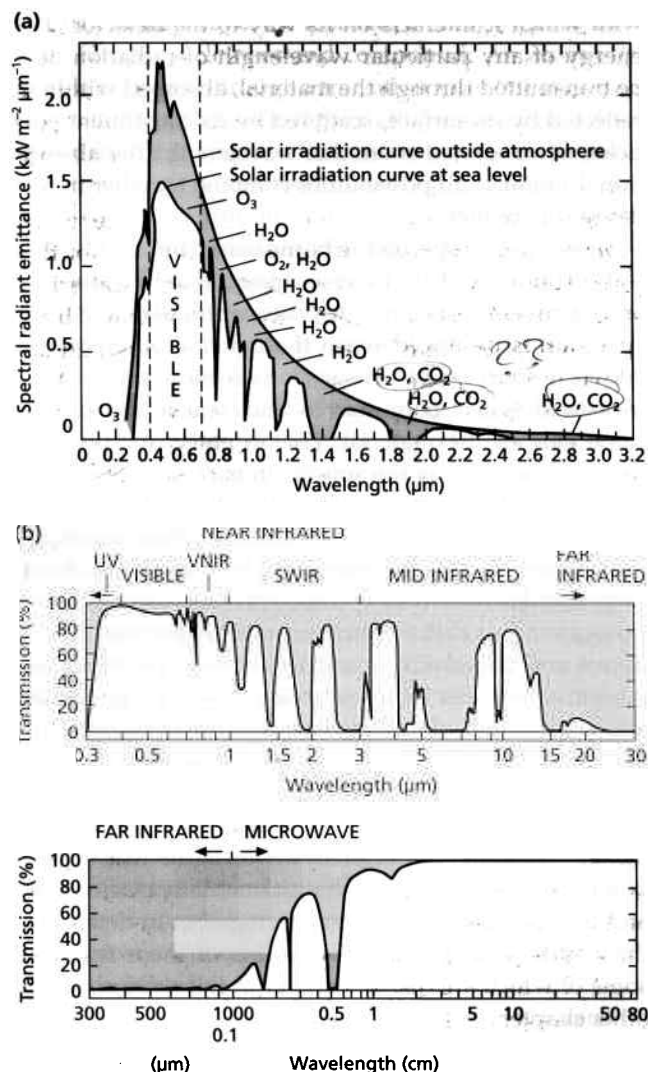 (a)
Spectral radiant emittance (kW m⁻² μm⁻¹)
2.0
1.5
1.0
0.5
0
Solar irradiation curve outside atmosphere
Solar irradiation curve at sea level
O₃
H₂O
O₂, H₂O
H₂O
H₂O
H₂O
H₂O
H₂O, CO₂
H₂O, CO₂
H₂O, CO₂
? ?
VISIBLE
O₃
0 0.2 0.4 0.6 0.8 1.0 1.2 1.4 1.6 1.8 2.0 2.2 2.4 2.6 2.8 3.0 3.2
Wavelength (μm)
(b)
NEAR INFRARED
UV
VISIBLE
VNIR
SWIR
MID INFRARED
FAR
INFRARED
Transmission (%)
100
80
60
40
20
0
0.3 0.5 1 1.5 2 3 5 10 15 20 30
Wavelength (μm)
FAR INFRARED MICROWAVE
Transmission (%)
100
80
60
40
20
0
300 500 1000 0.5 1 5 10 50 80
0.1
(μm) Wavelength (cm)